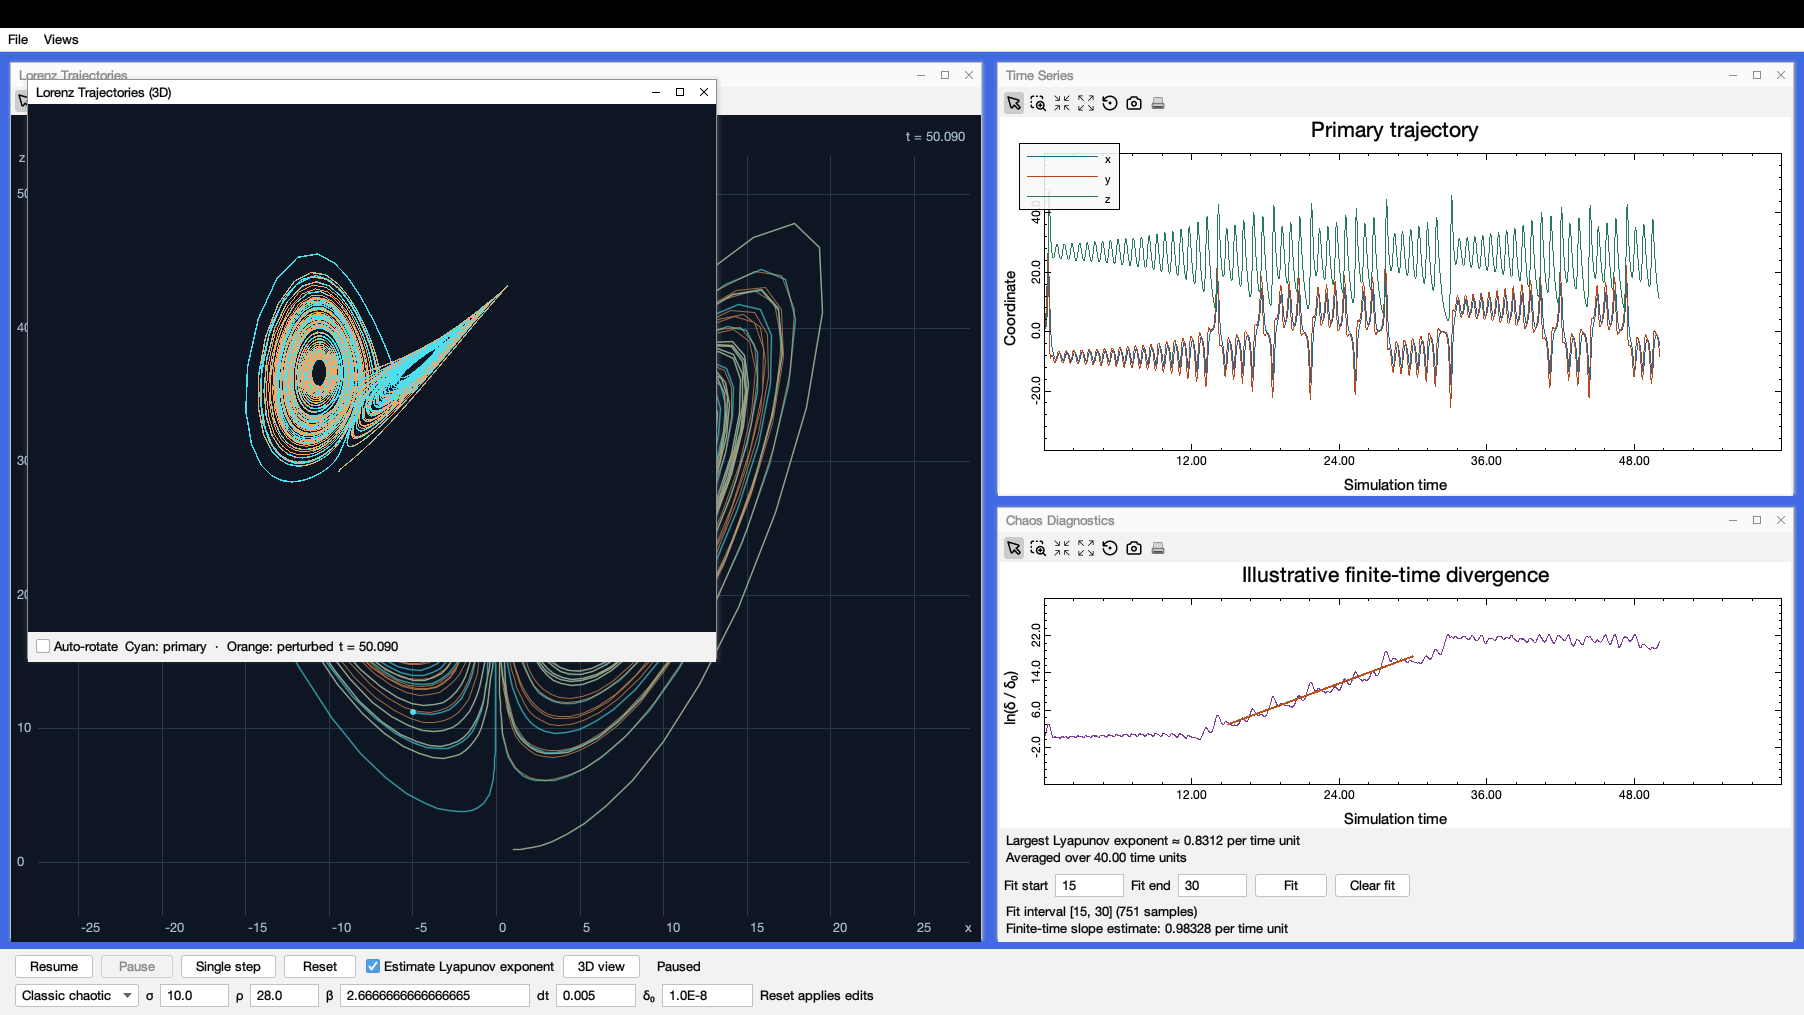 File Views
Lorenz Trajectories
Lorenz Trajectories (3D)
t = 50.090
z
50
40
30
20
10
0
-25 -20 -15 -10 -5 0 5 10 15 20 25 x
Auto-rotate Cyan: primary · Orange: perturbed t = 50.090
Time Series
Primary trajectory
x
y
z
Coordinate
40.0
20.0
0.0
-20.0
12.00 24.00 36.00 48.00
Simulation time
Chaos Diagnostics
Illustrative finite-time divergence
ln(δ / δ₀)
22.0
14.0
6.0
-2.0
12.00 24.00 36.00 48.00
Simulation time
Largest Lyapunov exponent ≈ 0.8312 per time unit
Averaged over 40.00 time units
Fit start 15 Fit end 30 Fit Clear fit
Fit interval [15, 30] (751 samples)
Finite-time slope estimate: 0.98328 per time unit
Resume Pause Single step Reset Estimate Lyapunov exponent 3D view Paused
Classic chaotic σ 10.0 ρ 28.0 β 2.6666666666666665 dt 0.005 δ₀ 1.0E-8 Reset applies edits